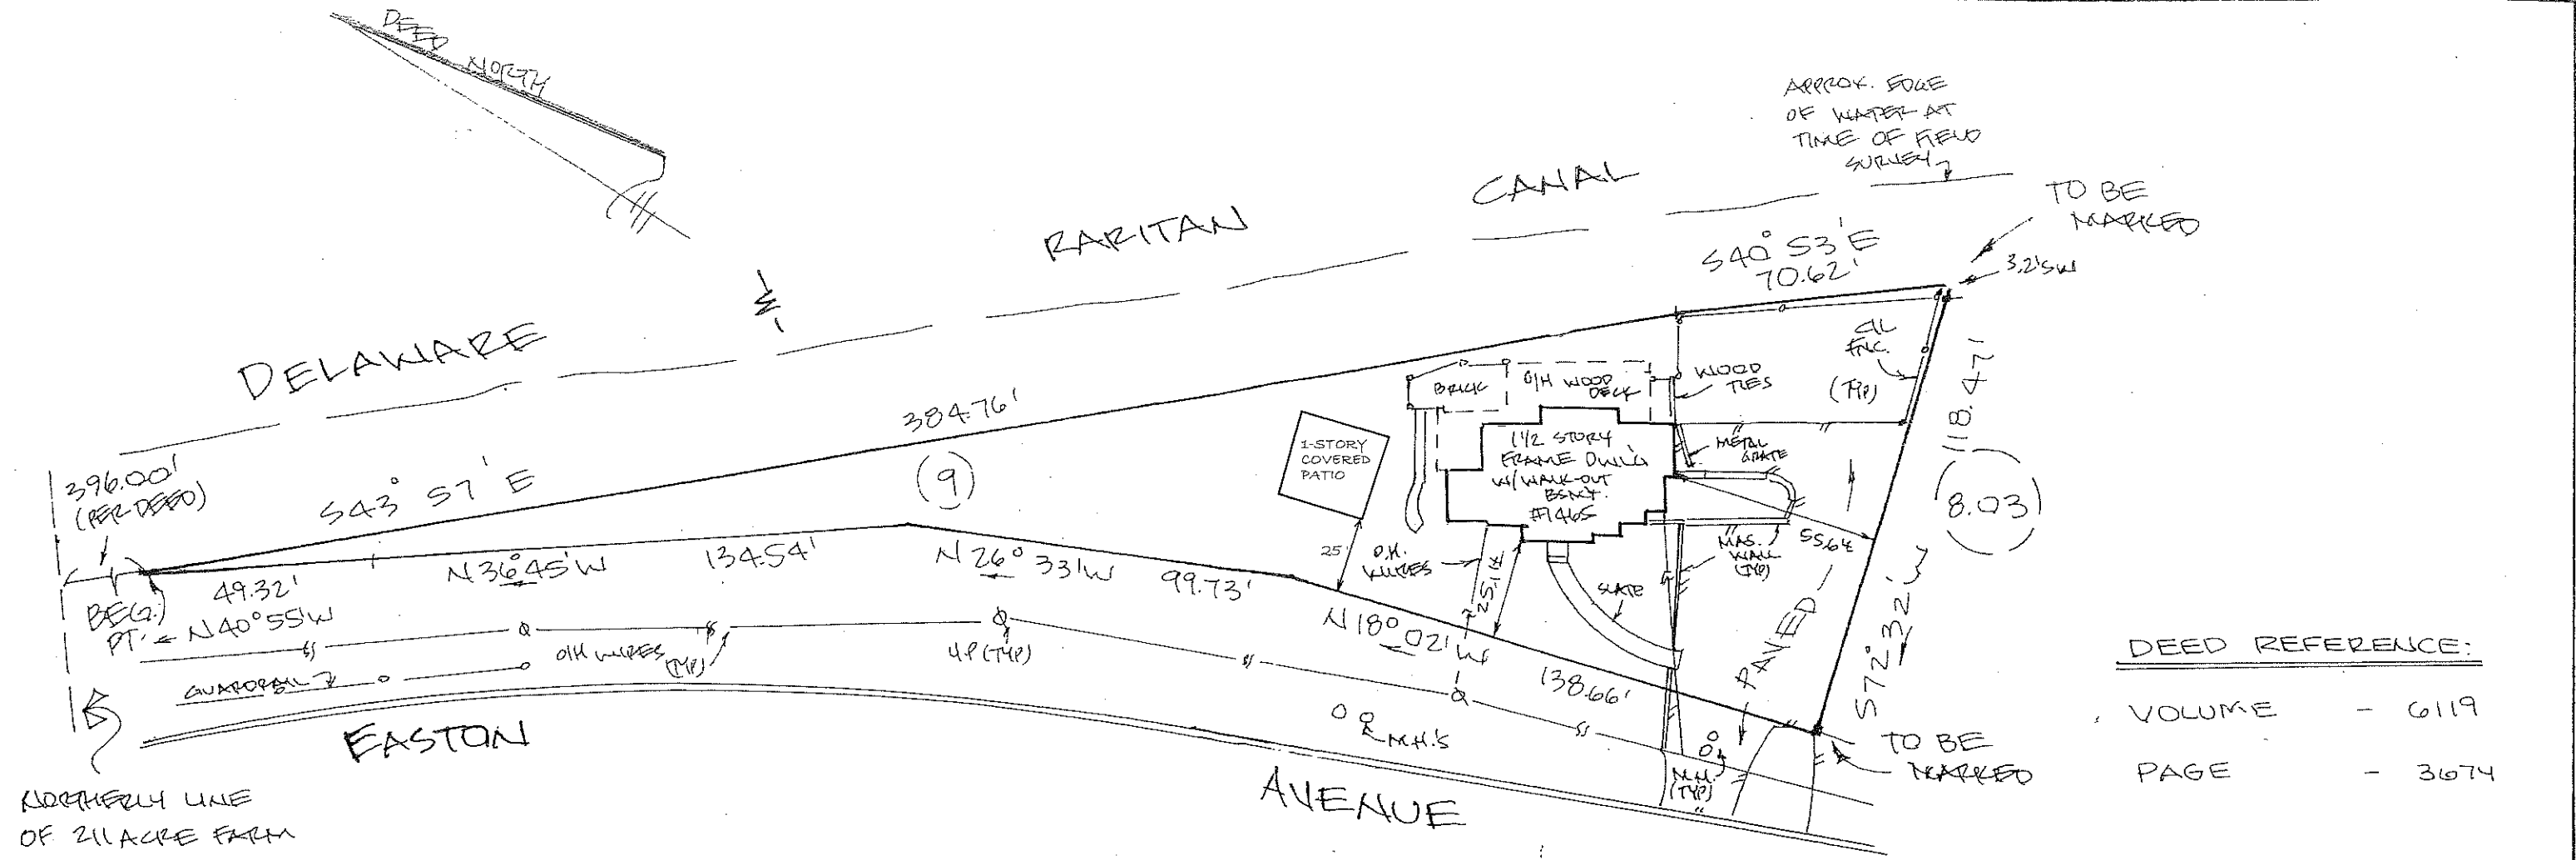 DEED NORTH
APPROX. EDGE
OF WATER AT
TIME OF FIELD
SURVEY
TO BE
MARKED
3.2'SW
DELAWARE
RARITAN
CANAL
S40° 53' E
70.62'
C/L
FNC.
(TYP)
118.47'
S72° 32' W
(8.03)
396.00'
(PER DEED)
S43° 57' E
384.76'
(9)
1-STORY
COVERED
PATIO
BRICK
O/H WOOD
DECK
WOOD
TIES
METAL
GRATE
1 1/2 STORY
FRAME DWL'G
W/WALK-OUT
BSMT.
#1465
MAS.
WALL
(TYP)
55.6'±
25'
O.H.
WIRES
25.1'±
SLATE
PAVED
BEG.
PT.
49.32'
N40°55'W
N36°45'W
134.54'
N26° 33'W
99.73'
N18° 02' W
138.66'
O/H WIRES
(TYP)
U.P (TYP)
GUARDRAIL
M.H.'S
M.H.
(TYP)
TO BE
MARKED
EASTON
AVENUE
NORTHERLY LINE
OF 211 ACRE FARM
DEED REFERENCE:
VOLUME - 6119
PAGE - 3674